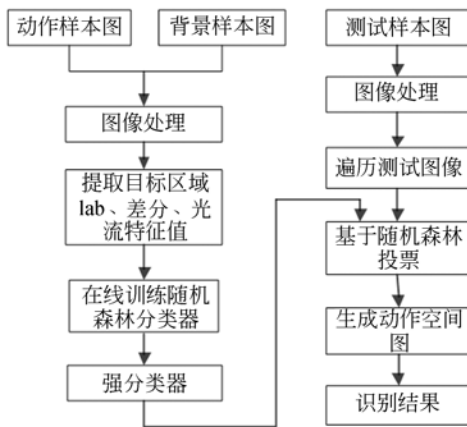 动作样本图
背景样本图
图像处理
提取目标区域
lab、差分、光
流特征值
在线训练随机
森林分类器
强分类器
测试样本图
图像处理
遍历测试图像
基于随机森林
投票
生成动作空间
图
识别结果